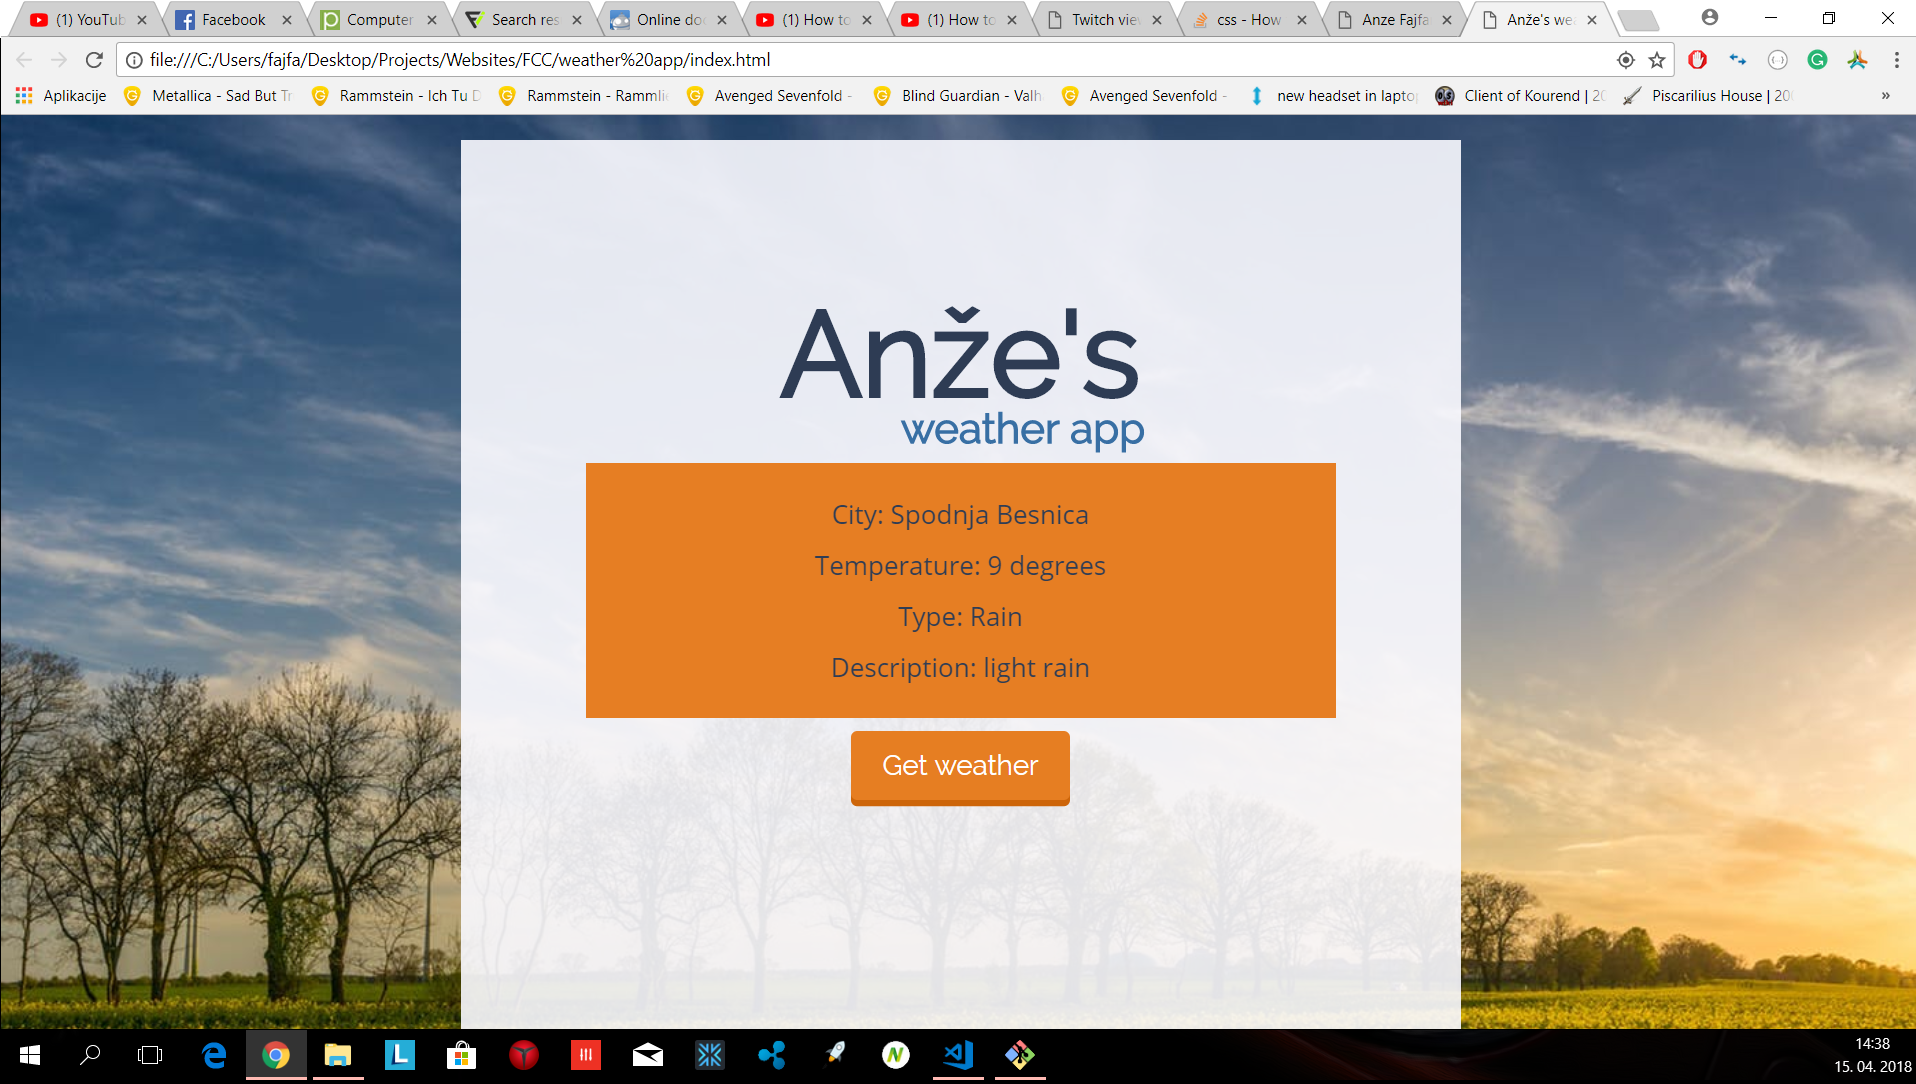 (1) YouTub
Facebook
Computer
Search res
Online do
(1) How to
(1) How to
Twitch vie
css - How
Anze Fajfa
Anže's we
file:///C:/Users/fajfa/Desktop/Projects/Websites/FCC/weather%20app/index.html
Aplikacije
Metallica - Sad But Tr
Rammstein - Ich Tu D
Rammstein - Rammli
Avenged Sevenfold -
Blind Guardian - Valh
Avenged Sevenfold -
new headset in lapto
Client of Kourend | 20
Piscarilius House | 200
»
Anže's
weather app
City: Spodnja Besnica
Temperature: 9 degrees
Type: Rain
Description: light rain
Get weather
14:38
15. 04. 2018